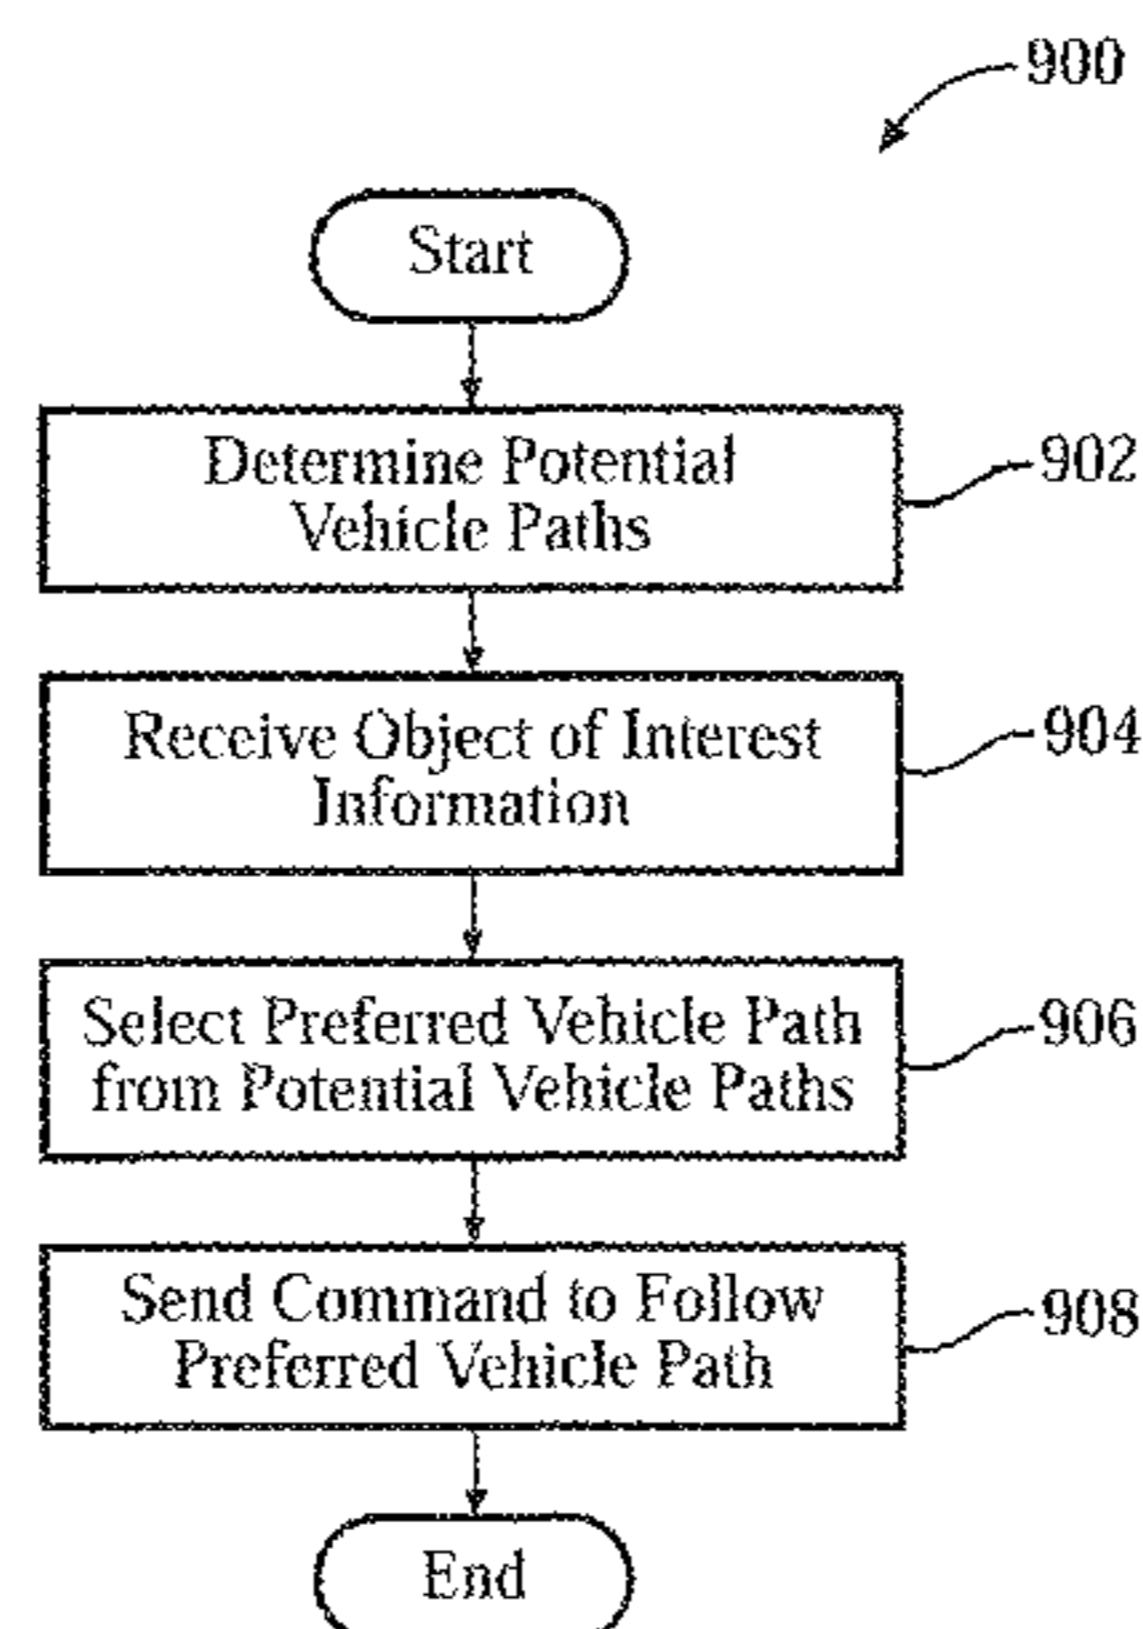 900
Start
Determine Potential
Vehicle Paths
902
Receive Object of Interest
Information
904
Select Preferred Vehicle Path
from Potential Vehicle Paths
906
Send Command to Follow
Preferred Vehicle Path
908
End